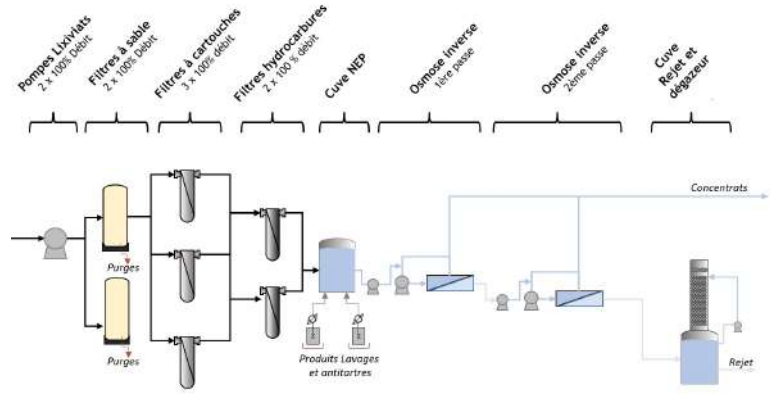 Pompes Lixiviats
2 x 100% Débit
Filtres à sable
2 x 100% Débit
Filtres à cartouches
3 x 100% débit
Filtres hydrocarbures
2 x 100 % débit
Cuve NEP
Osmose inverse
1ère passe
Osmose inverse
2ème passe
Cuve
Rejet et
dégazeur
Concentrats
Purges
Purges
Produits Lavages
et antitartres
Rejet